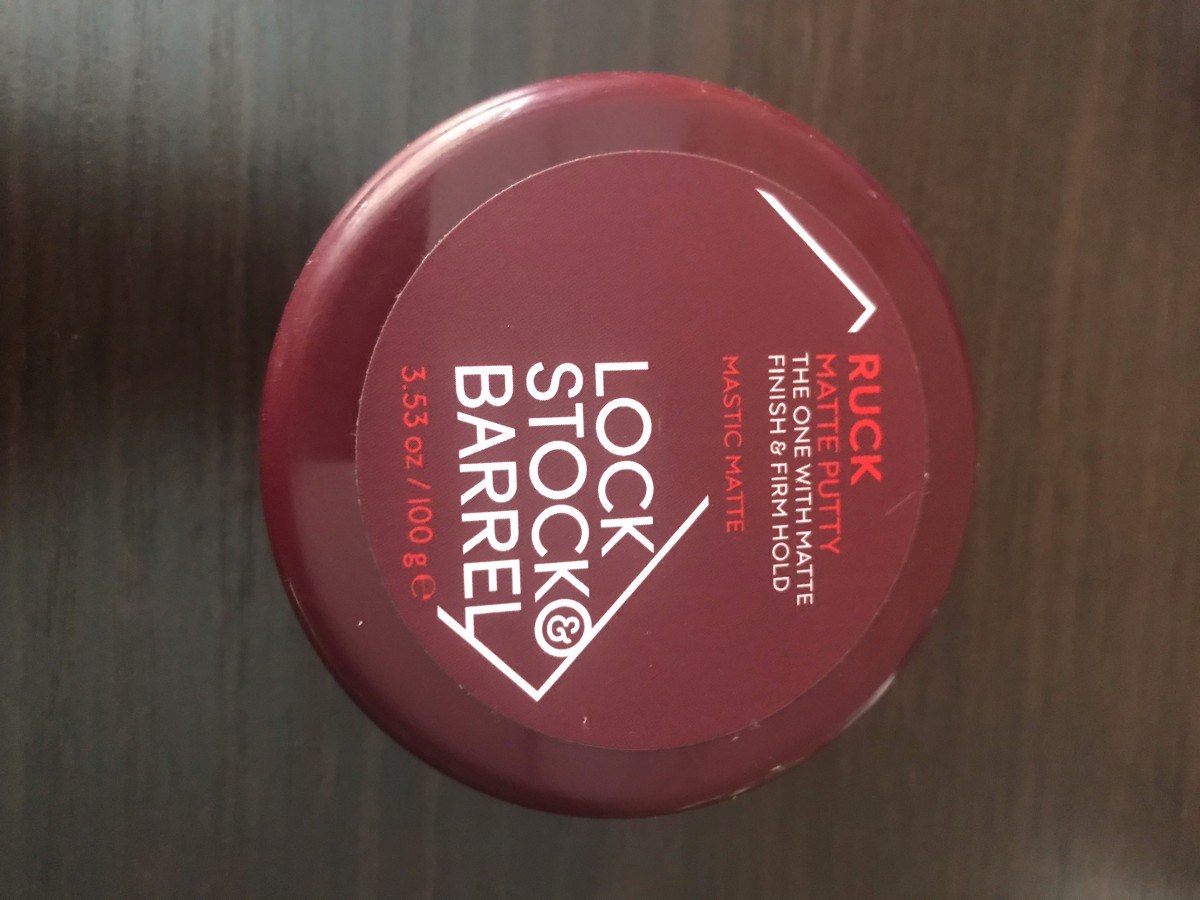 RUCK
MATTE PUTTY
THE ONE WITH MATTE
FINISH & FIRM HOLD
MASTIC MATTE
LOCK
STOCK&
BARREL
3.53 oz / 100 g ℮